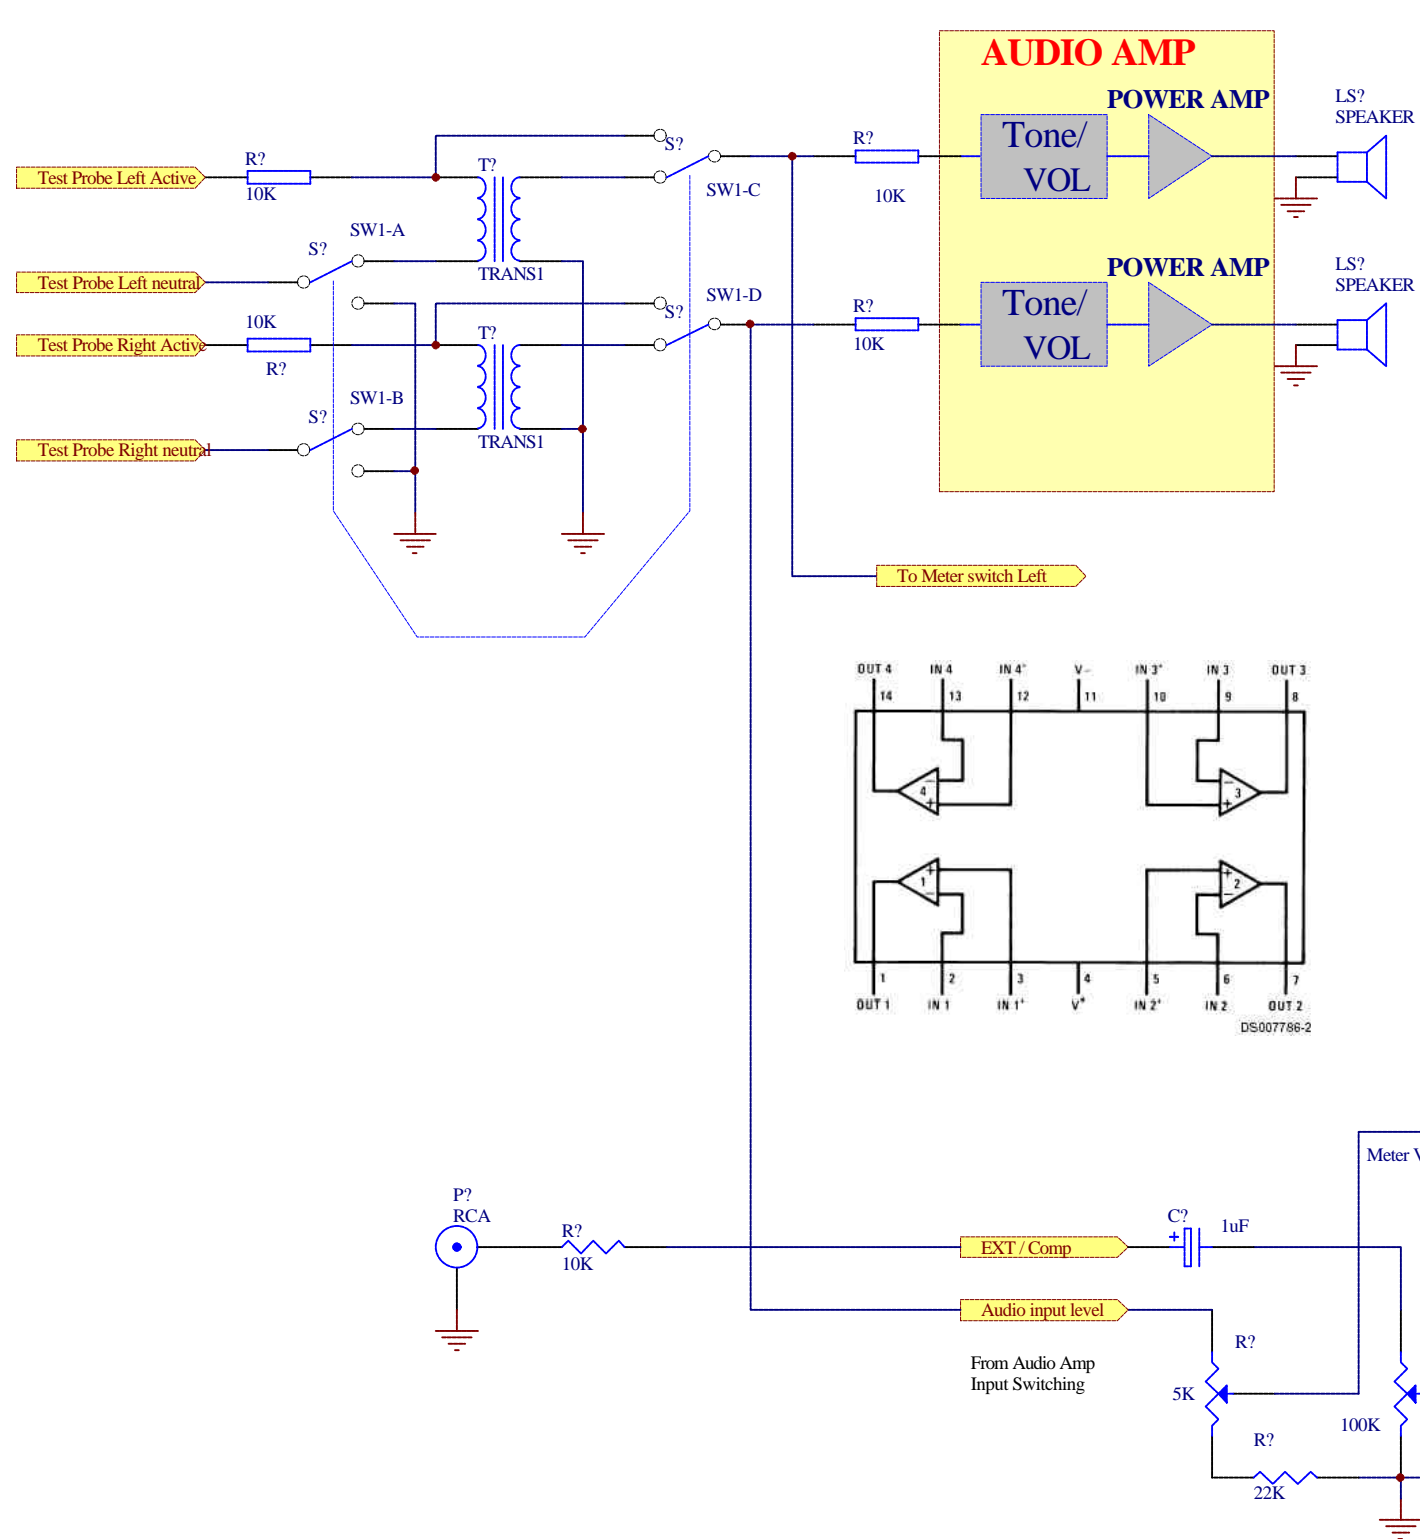 AUDIO AMP
POWER AMP
LS?
SPEAKER
Tone/
VOL
R?
10K
Test Probe Left Active
R?
10K
T?
TRANS1
S?
SW1-C
S?
SW1-A
Test Probe Left neutral
POWER AMP
LS?
SPEAKER
Tone/
VOL
R?
10K
S?
SW1-D
Test Probe Right Active
10K
R?
T?
TRANS1
S?
SW1-B
Test Probe Right neutral
To Meter switch Left
OUT 4
IN 4
IN 4+
V-
IN 3+
IN 3
OUT 3
14
13
12
11
10
9
8
4
3
1
2
1
2
3
4
5
6
7
OUT 1
IN 1
IN 1+
V+
IN 2+
IN 2
OUT 2
DS007786-2
P?
RCA
R?
10K
EXT / Comp
C?
+
1uF
Meter V
Audio input level
From Audio Amp
Input Switching
R?
5K
R?
22K
100K